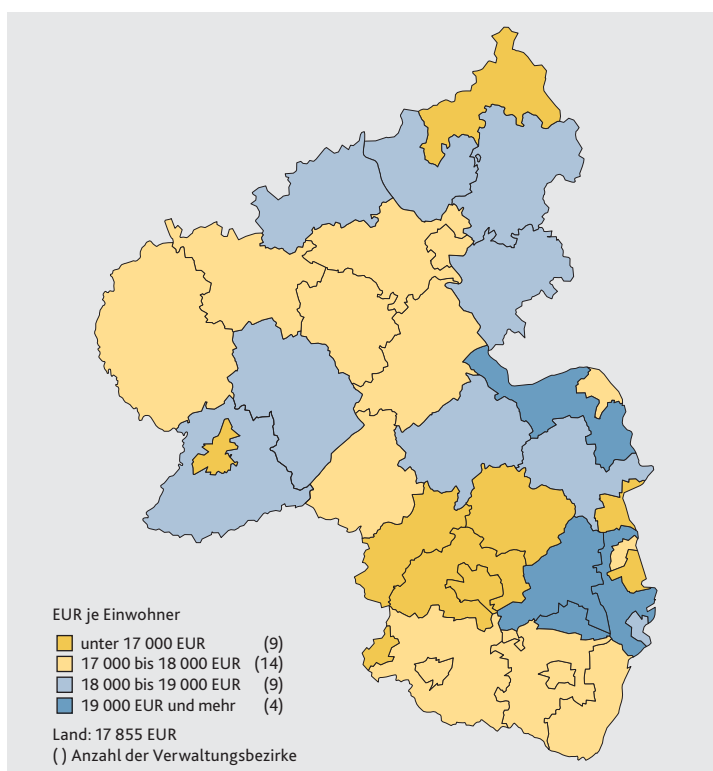 EUR je Einwohner
unter 17 000 EUR (9)
17 000 bis 18 000 EUR (14)
18 000 bis 19 000 EUR (9)
19 000 EUR und mehr (4)
Land: 17 855 EUR
( ) Anzahl der Verwaltungsbezirke